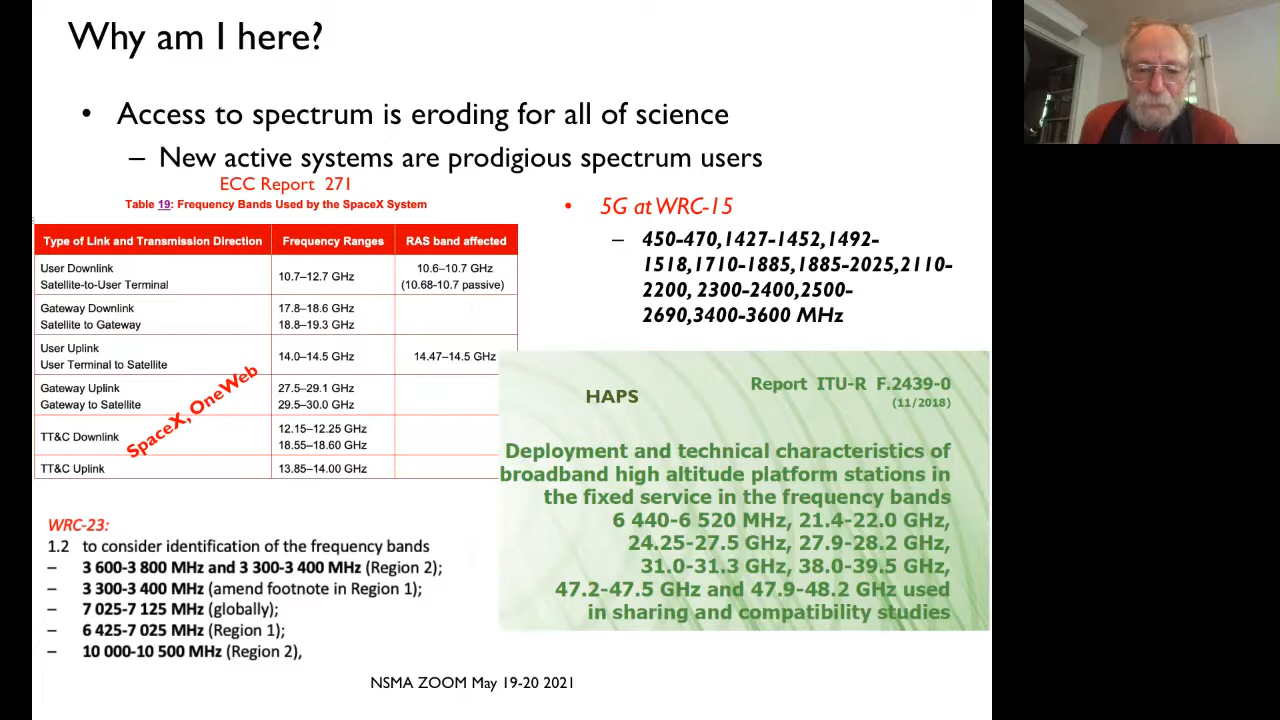 Why am I here?
• Access to spectrum is eroding for all of science
– New active systems are prodigious spectrum users
ECC Report 271
Table 19: Frequency Bands Used by the SpaceX System
Type of Link and Transmission Direction Frequency Ranges RAS band affected
User Downlink
Satellite-to-User Terminal
10.7–12.7 GHz
10.6–10.7 GHz
(10.68-10.7 passive)
Gateway Downlink
Satellite to Gateway
17.8–18.6 GHz
18.8–19.3 GHz
User Uplink
User Terminal to Satellite
14.0–14.5 GHz
14.47–14.5 GHz
Gateway Uplink
Gateway to Satellite
27.5–29.1 GHz
29.5–30.0 GHz
TT&C Downlink
12.15–12.25 GHz
18.55–18.60 GHz
TT&C Uplink
13.85–14.00 GHz
SpaceX, OneWeb
• 5G at WRC-15
– 450-470,1427-1452,1492-
1518,1710-1885,1885-2025,2110-
2200, 2300-2400,2500-
2690,3400-3600 MHz
HAPS
Report ITU-R F.2439-0
(11/2018)
Deployment and technical characteristics of
broadband high altitude platform stations in
the fixed service in the frequency bands
6 440-6 520 MHz, 21.4-22.0 GHz,
24.25-27.5 GHz, 27.9-28.2 GHz,
31.0-31.3 GHz, 38.0-39.5 GHz,
47.2-47.5 GHz and 47.9-48.2 GHz used
in sharing and compatibility studies
WRC-23:
1.2 to consider identification of the frequency bands
– 3 600-3 800 MHz and 3 300-3 400 MHz (Region 2);
– 3 300-3 400 MHz (amend footnote in Region 1);
– 7 025-7 125 MHz (globally);
– 6 425-7 025 MHz (Region 1);
– 10 000-10 500 MHz (Region 2),
NSMA ZOOM May 19-20 2021